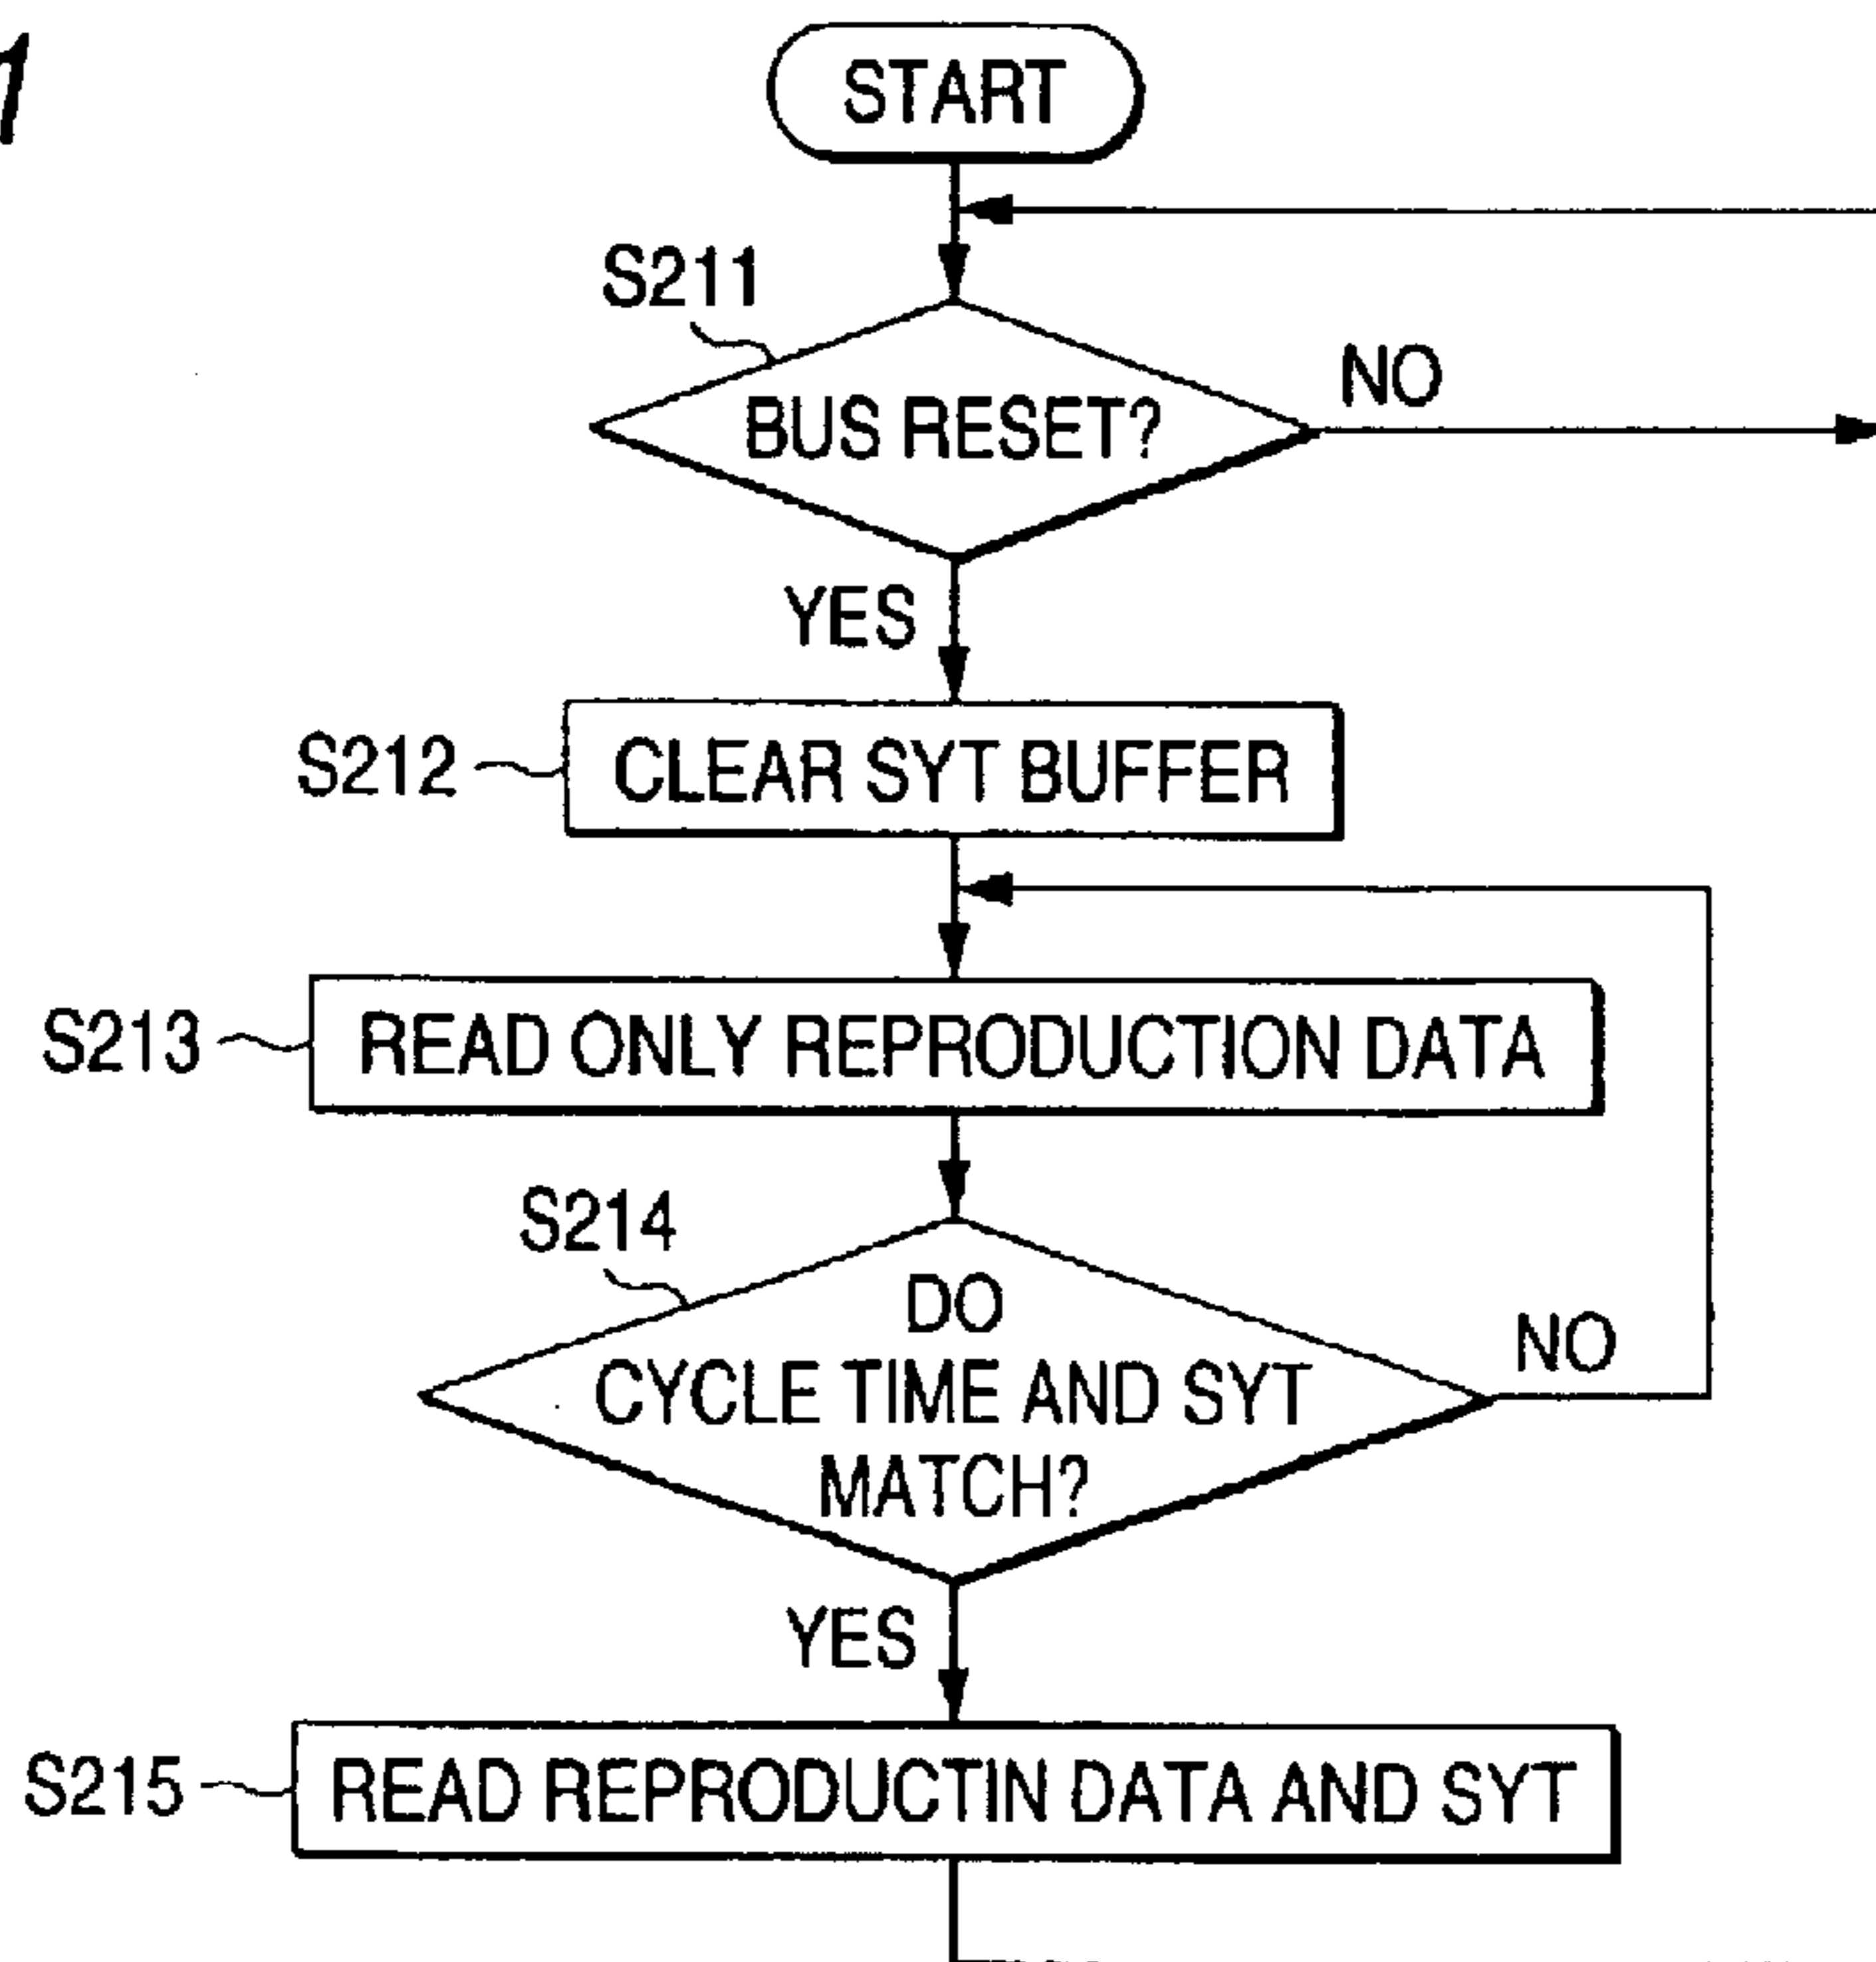 START
S211
BUS RESET?
NO
YES
S212
CLEAR SYT BUFFER
S213
READ ONLY REPRODUCTION DATA
S214
DO
CYCLE TIME AND SYT
MATCH?
NO
YES
S215
READ REPRODUCTIN DATA AND SYT